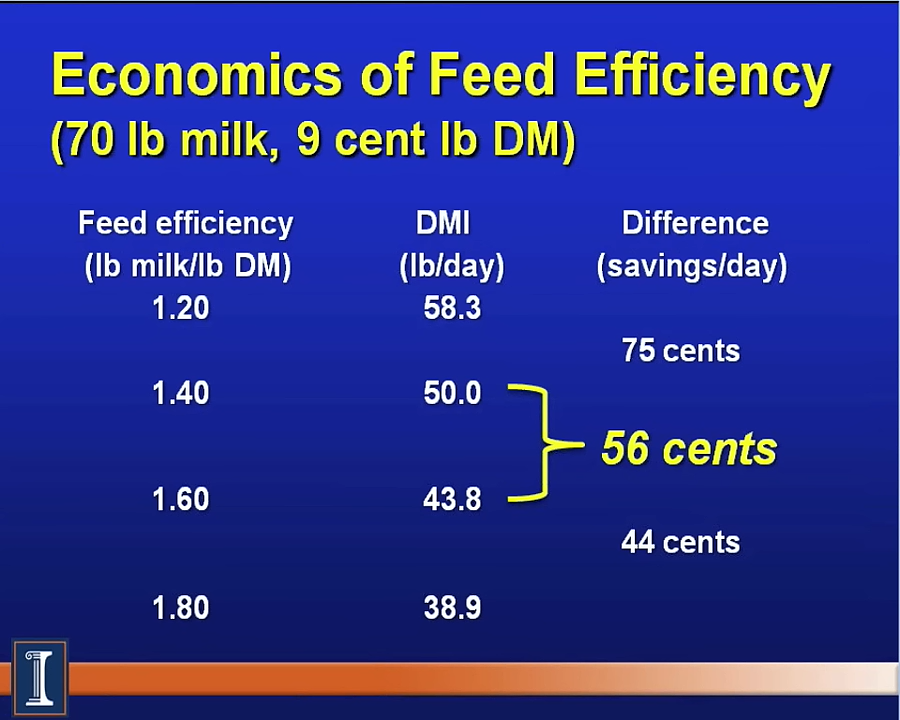 Economics of Feed Efficiency
(70 lb milk, 9 cent lb DM)
Feed efficiency DMI Difference
(lb milk/lb DM) (lb/day) (savings/day)
1.20 58.3
75 cents
1.40 50.0
56 cents
1.60 43.8
44 cents
1.80 38.9
I